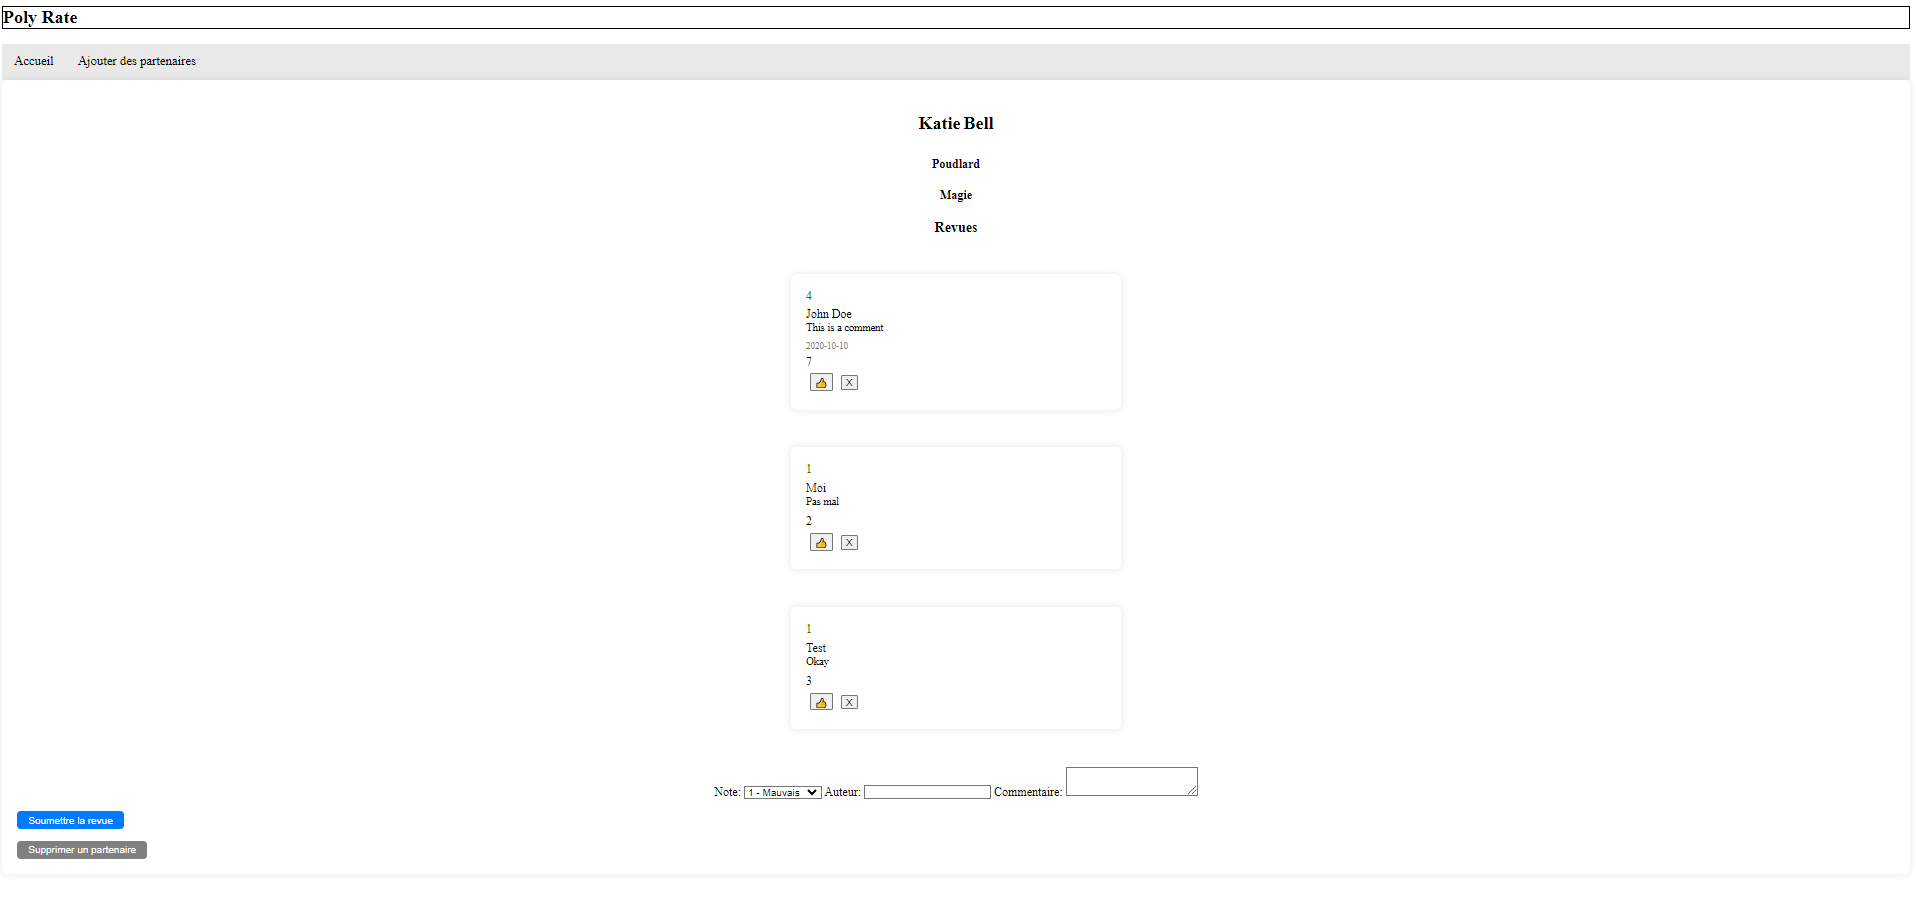 Poly Rate
Accueil Ajouter des partenaires
Katie Bell
Poudlard
Magie
Revues
4
John Doe
This is a comment
2020-10-10
7
👍 X
1
Moi
Pas mal
2
👍 X
1
Test
Okay
3
👍 X
Note: 1 - Mauvais Auteur: Commentaire:
Soumettre la revue
Supprimer un partenaire